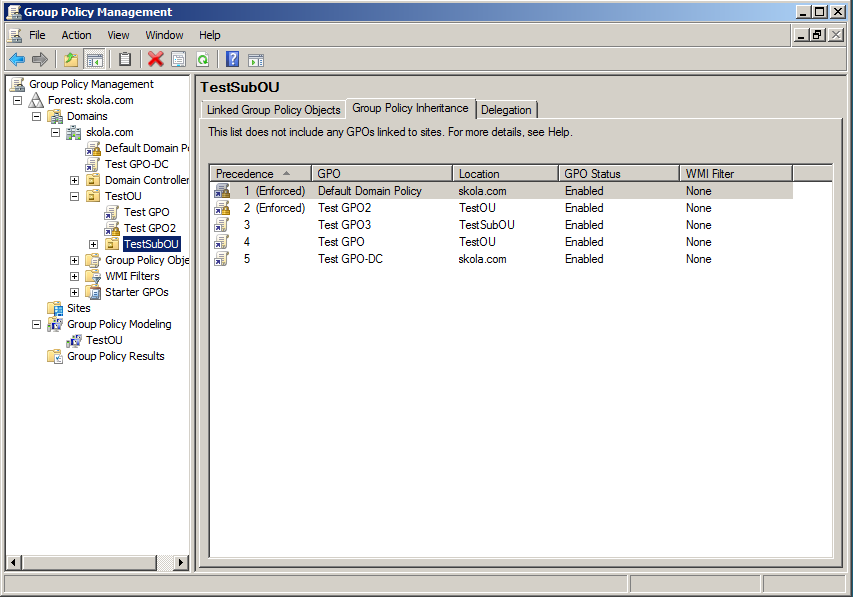 Group Policy Management
File Action View Window Help
Group Policy Management
Forest: skola.com
Domains
skola.com
Default Domain P
Test GPO-DC
Domain Controller
TestOU
Test GPO
Test GPO2
TestSubOU
Group Policy Obje
WMI Filters
Starter GPOs
Sites
Group Policy Modeling
TestOU
Group Policy Results
TestSubOU
Linked Group Policy Objects Group Policy Inheritance Delegation
This list does not include any GPOs linked to sites. For more details, see Help.
Precedence GPO Location GPO Status WMI Filter
1 (Enforced) Default Domain Policy skola.com Enabled None
2 (Enforced) Test GPO2 TestOU Enabled None
3 Test GPO3 TestSubOU Enabled None
4 Test GPO TestOU Enabled None
5 Test GPO-DC skola.com Enabled None